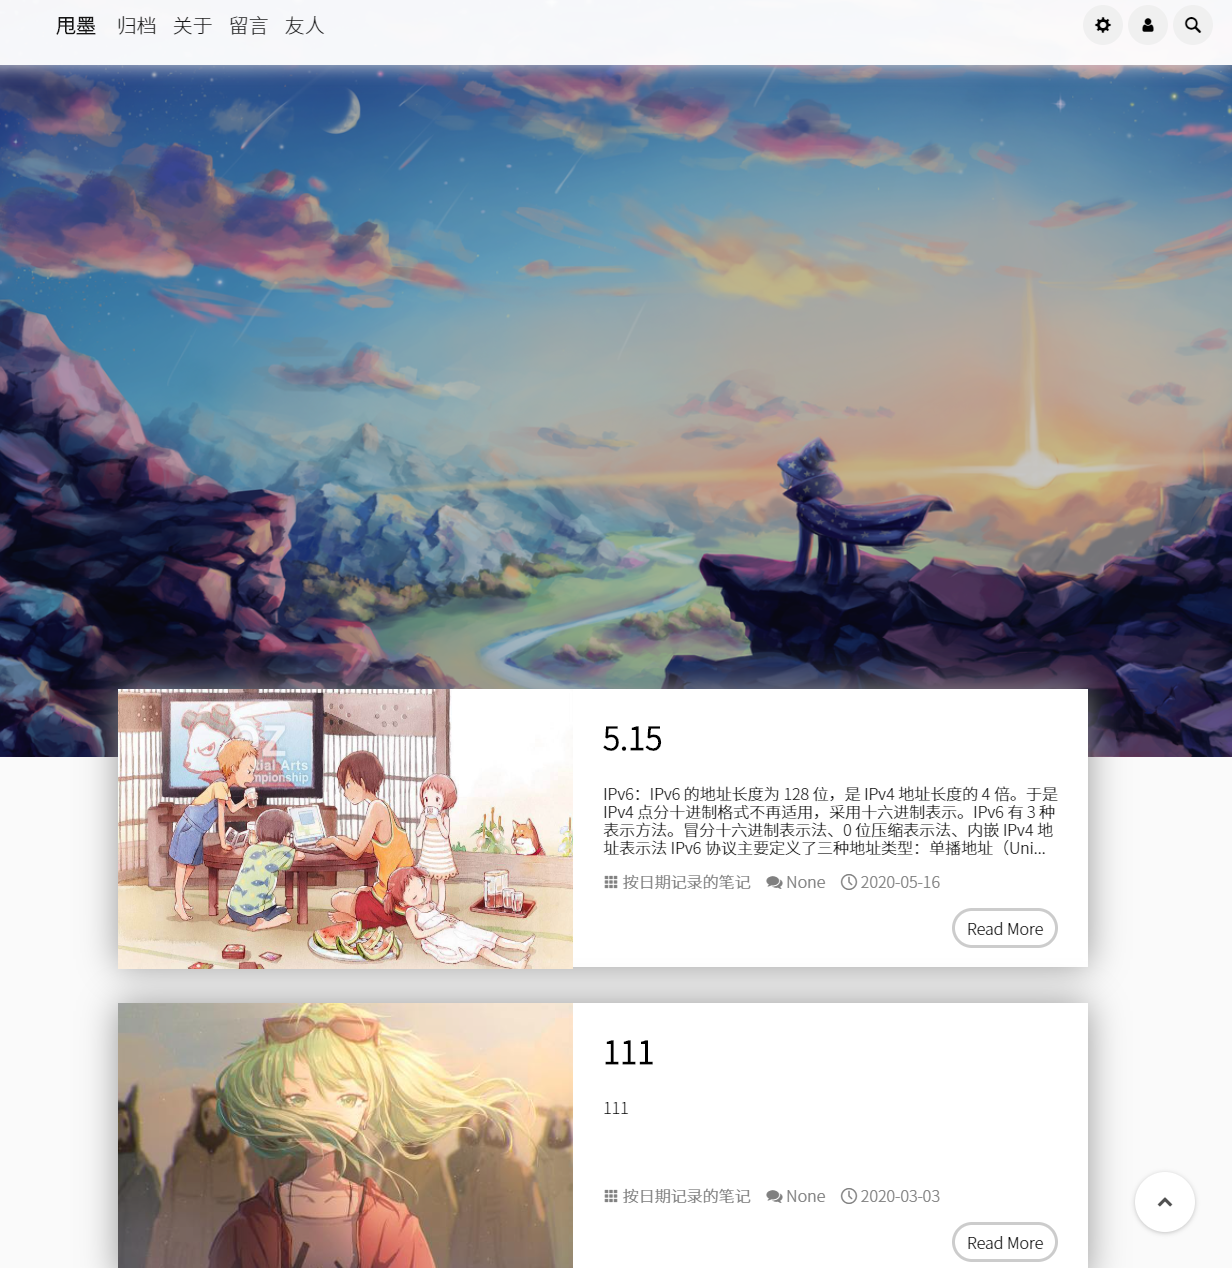 甩墨 归档 关于 留言 友人
OZ
tial Arts
mpionship
5.15
IPv6：IPv6 的地址长度为 128 位，是 IPv4 地址长度的 4 倍。于是
IPv4 点分十进制格式不再适用，采用十六进制表示。IPv6 有 3 种
表示方法。冒分十六进制表示法、0 位压缩表示法、内嵌 IPv4 地
址表示法 IPv6 协议主要定义了三种地址类型：单播地址（Uni...
按日期记录的笔记 None 2020-05-16
Read More
111
111
按日期记录的笔记 None 2020-03-03
Read More